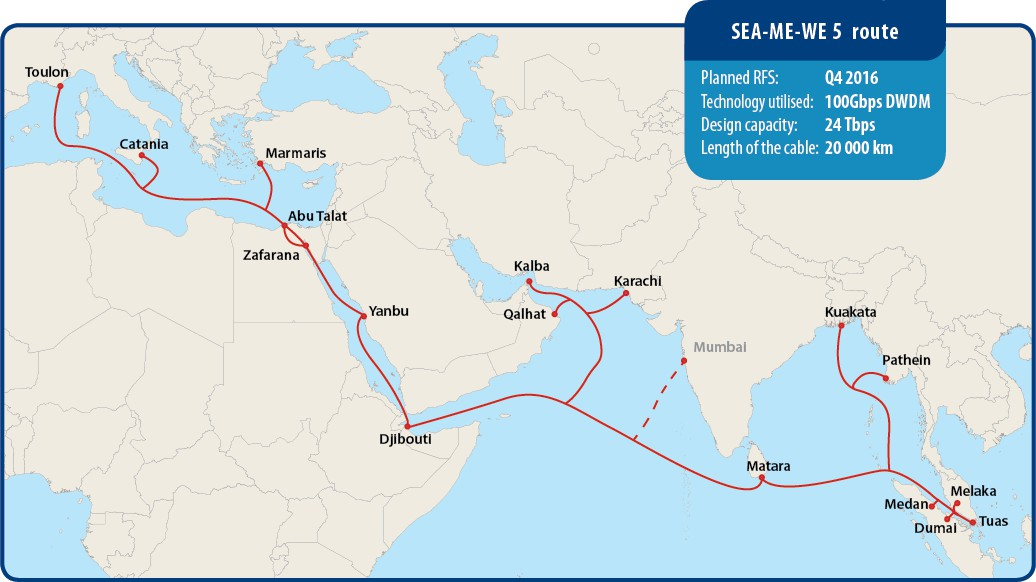 SEA-ME-WE 5 route
Planned RFS: Q4 2016
Technology utilised: 100Gbps DWDM
Design capacity: 24 Tbps
Length of the cable: 20 000 km
Toulon
Catania
Marmaris
Abu Talat
Zafarana
Kalba
Karachi
Qalhat
Yanbu
Kuakata
Mumbai
Pathein
Djibouti
Matara
Melaka
Medan
Tuas
Dumai